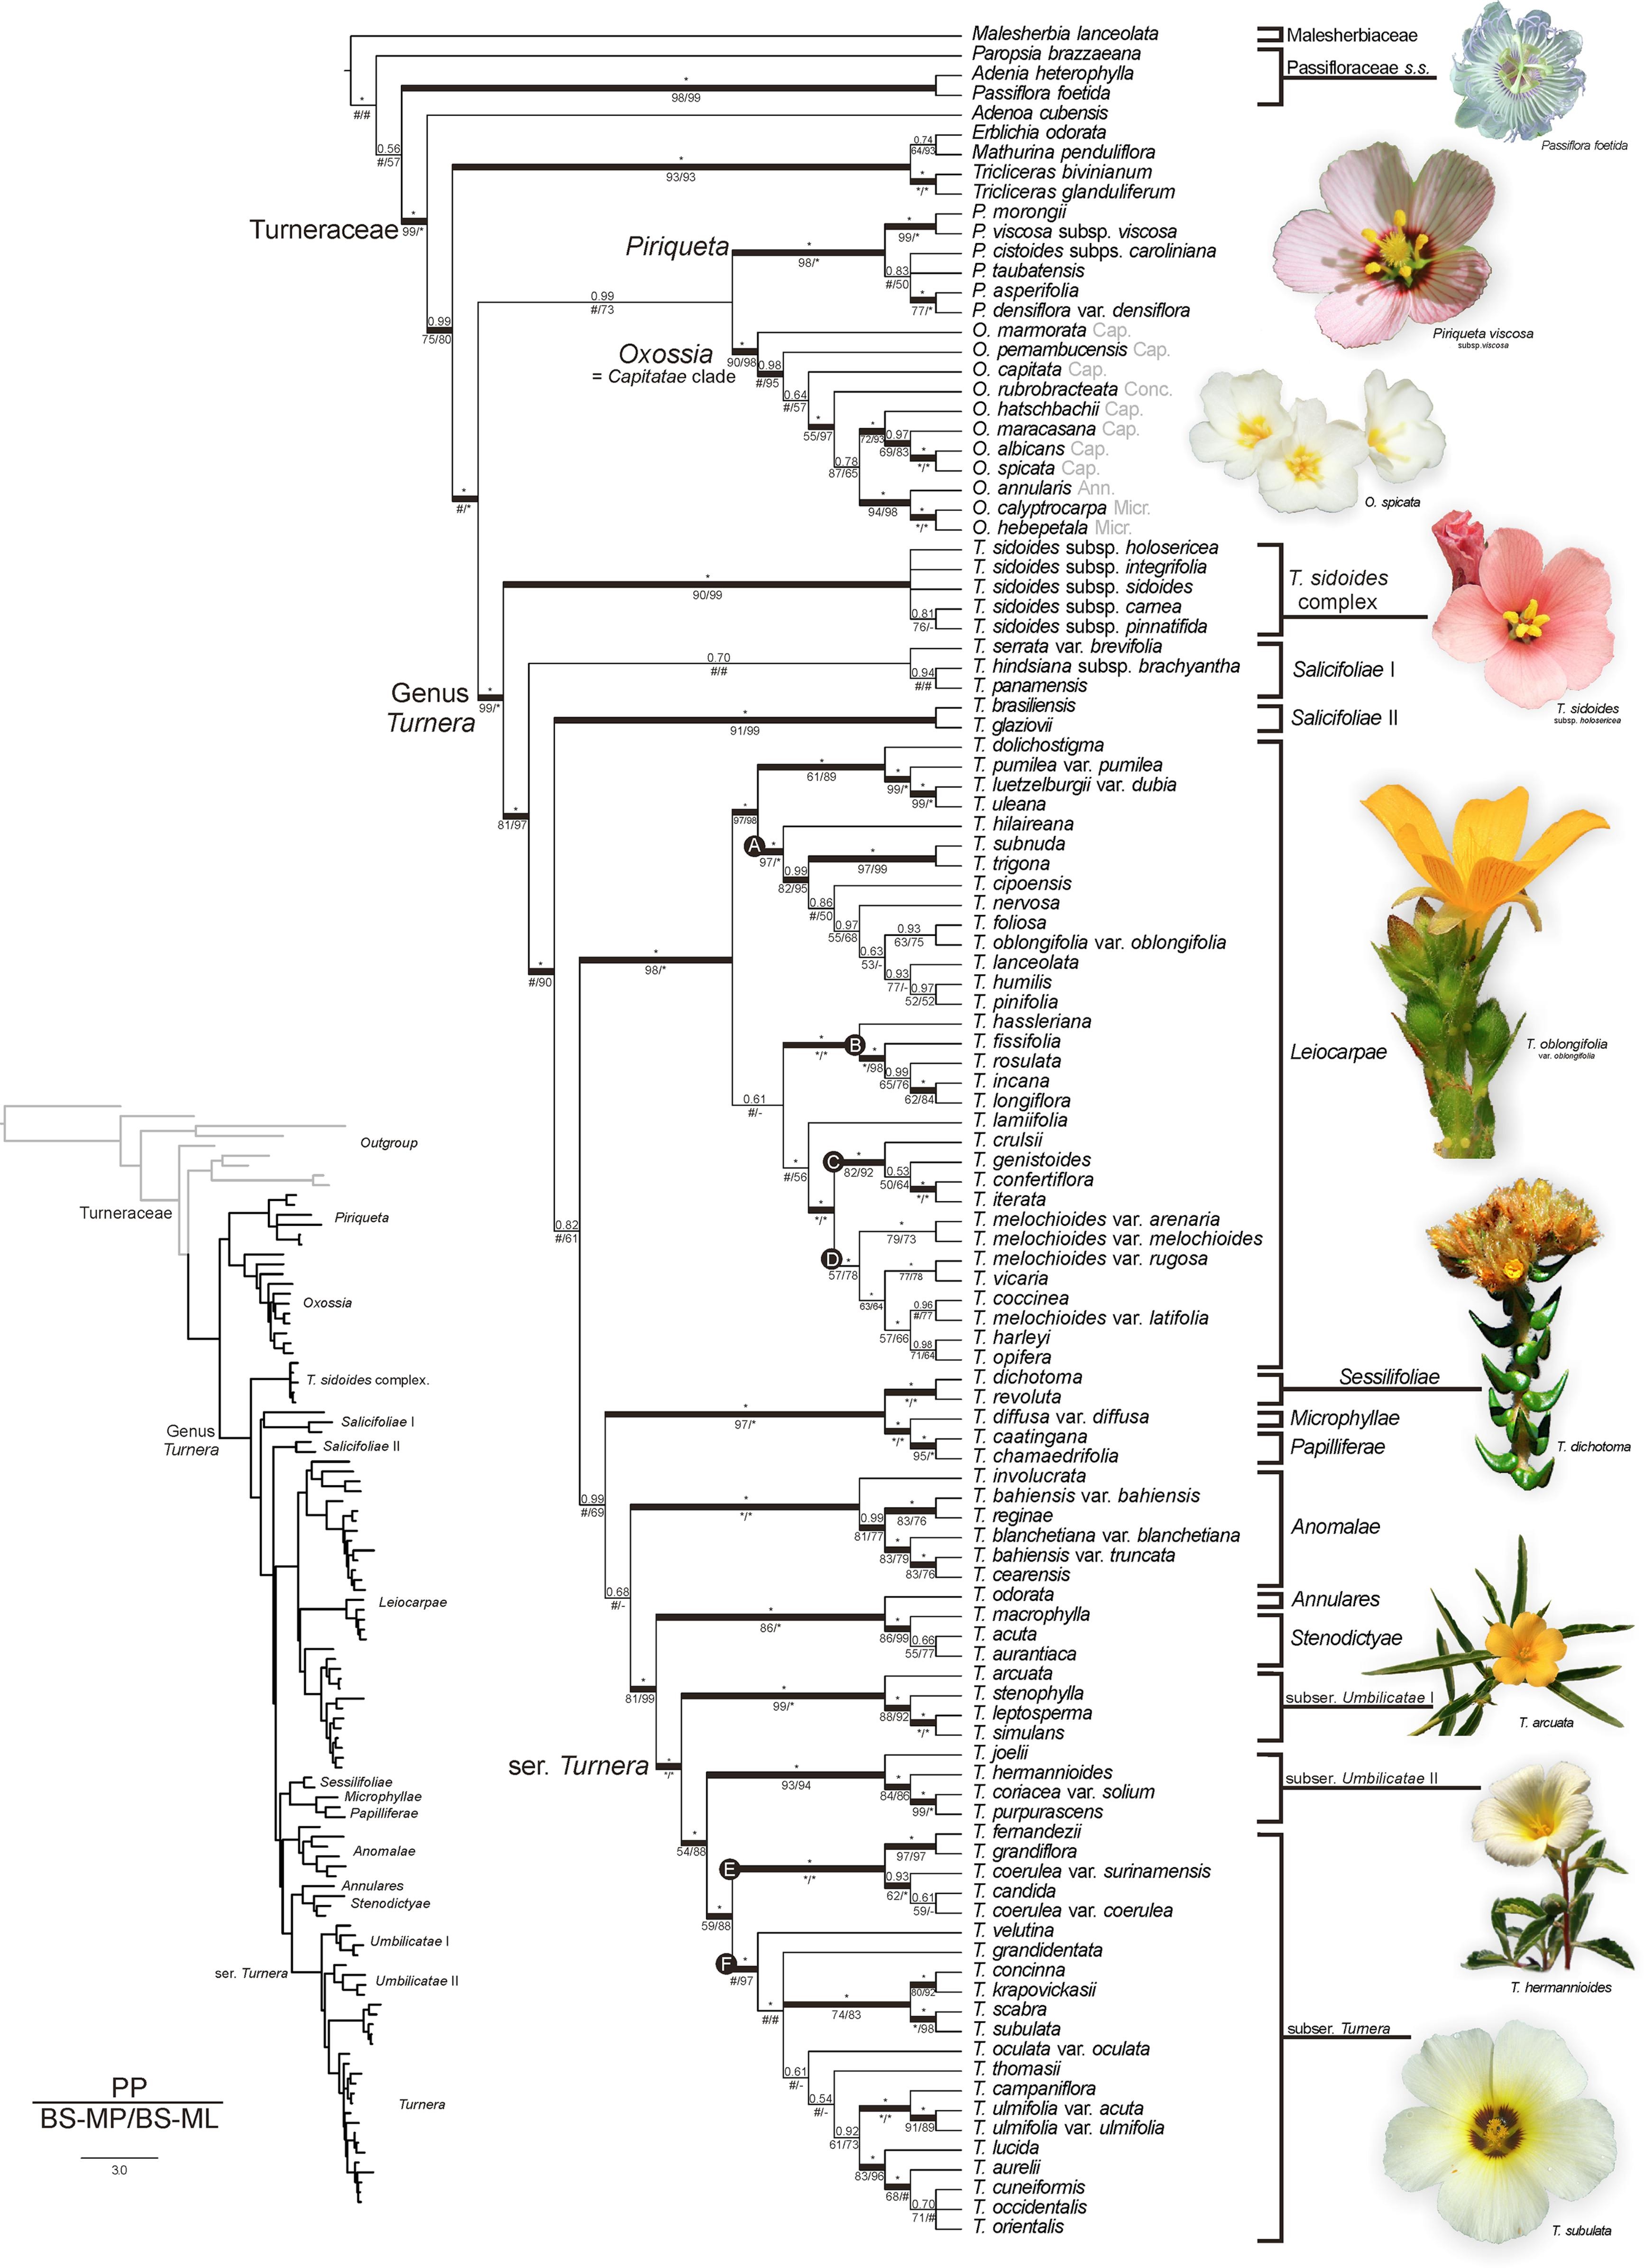 Malesherbia lanceolata
Paropsia brazzaeana
Adenia heterophylla
Passiflora foetida
Adenoa cubensis
Erblichia odorata
Mathurina penduliflora
Tricliceras bivinianum
Tricliceras glanduliferum
P. morongii
P. viscosa subsp. viscosa
P. cistoides subps. caroliniana
P. taubatensis
P. asperifolia
P. densiflora var. densiflora
O. marmorata Cap.
O. pernambucensis Cap.
O. capitata Cap.
O. rubrobracteata Conc.
O. hatschbachii Cap.
O. maracasana Cap.
O. albicans Cap.
O. spicata Cap.
O. annularis Ann.
O. calyptrocarpa Micr.
O. hebepetala Micr.
T. sidoides subsp. holosericea
T. sidoides subsp. integrifolia
T. sidoides subsp. sidoides
T. sidoides subsp. carnea
T. sidoides subsp. pinnatifida
T. serrata var. brevifolia
T. hindsiana subsp. brachyantha
T. panamensis
T. brasiliensis
T. glaziovii
T. dolichostigma
T. pumilea var. pumilea
T. luetzelburgii var. dubia
T. uleana
T. hilaireana
T. subnuda
T. trigona
T. cipoensis
T. nervosa
T. foliosa
T. oblongifolia var. oblongifolia
T. lanceolata
T. humilis
T. pinifolia
T. hassleriana
T. fissifolia
T. rosulata
T. incana
T. longiflora
T. lamiifolia
T. crulsii
T. genistoides
T. confertiflora
T. iterata
T. melochioides var. arenaria
T. melochioides var. melochioides
T. melochioides var. rugosa
T. vicaria
T. coccinea
T. melochioides var. latifolia
T. harleyi
T. opifera
T. dichotoma
T. revoluta
T. diffusa var. diffusa
T. caatingana
T. chamaedrifolia
T. involucrata
T. bahiensis var. bahiensis
T. reginae
T. blanchetiana var. blanchetiana
T. bahiensis var. truncata
T. cearensis
T. odorata
T. macrophylla
T. acuta
T. aurantiaca
T. arcuata
T. stenophylla
T. leptosperma
T. simulans
T. joelii
T. hermannioides
T. coriacea var. solium
T. purpurascens
T. fernandezii
T. grandiflora
T. coerulea var. surinamensis
T. candida
T. coerulea var. coerulea
T. velutina
T. grandidentata
T. concinna
T. krapovickasii
T. scabra
T. subulata
T. oculata var. oculata
T. thomasii
T. campaniflora
T. ulmifolia var. acuta
T. ulmifolia var. ulmifolia
T. lucida
T. aurelii
T. cuneiformis
T. occidentalis
T. orientalis
Malesherbiaceae
Passifloraceae s.s.
Passiflora foetida
Piriqueta viscosa
subsp.viscosa
O. spicata
T. sidoides
complex
T. sidoides
subsp. holosericea
Salicifoliae I
Salicifoliae II
Leiocarpae
T. oblongifolia
var. oblongifolia
Sessilifoliae
Microphyllae
Papilliferae
T. dichotoma
Anomalae
Annulares
Stenodictyae
subser. Umbilicatae I
T. arcuata
subser. Umbilicatae II
T. hermannioides
subser. Turnera
T. subulata
Turneraceae
Piriqueta
Oxossia
= Capitatae clade
Genus
Turnera
ser. Turnera
*
#/#
0.56
#/57
*
98/99
*
99/*
0.99
75/80
*
93/93
0.74
64/93
*
*/*
*
#/*
0.99
#/73
*
98/*
*
99/*
0.83
#/50
*
77/*
*
90/98
0.98
#/95
0.64
#/57
*
55/97
0.78
87/65
*
72/93
0.97
69/83
*
*/*
*
94/98
*
*/*
*
99/*
*
90/99
0.81
76/-
*
81/97
0.70
#/#
0.94
#/#
*
#/90
*
91/99
0.82
#/61
*
98/*
*
97/98
*
61/89
*
99/*
*
99/*
A
*
97/*
0.99
82/95
*
97/99
0.86
#/50
0.97
55/68
0.63
53/-
0.93
63/75
0.93
77/-
0.97
52/52
0.61
#/-
*
*/*
B
*
*/98
0.99
65/76
*
62/84
*
#/56
*
*/*
C
*
82/92
0.53
50/64
*
*/*
D
*
57/78
*
79/73
*
63/64
*
77/78
*
57/66
0.96
#/77
0.98
71/64
0.99
#/69
*
97/*
*
*/*
*
*/*
*
95/*
0.68
#/-
*
*/*
0.99
81/77
*
83/76
*
83/79
*
83/76
*
81/99
*
86/*
*
86/99
0.66
55/77
*
*/*
*
99/*
*
88/92
*
*/*
*
54/88
*
93/94
*
84/86
*
99/*
*
59/88
E
*
*/*
*
97/97
0.93
62/*
0.61
59/-
F
*
#/97
*
#/#
*
74/83
*
80/92
*
*/98
0.61
#/-
0.54
#/-
0.92
61/73
*
*/*
*
91/89
*
83/96
*
68/#
0.70
71/#
Outgroup
Turneraceae
Piriqueta
Oxossia
T. sidoides complex.
Genus
Turnera
Salicifoliae I
Salicifoliae II
Leiocarpae
Sessilifoliae
Microphyllae
Papilliferae
Anomalae
Annulares
Stenodictyae
Umbilicatae I
ser. Turnera
Umbilicatae II
Turnera
PP
BS-MP/BS-ML
3.0